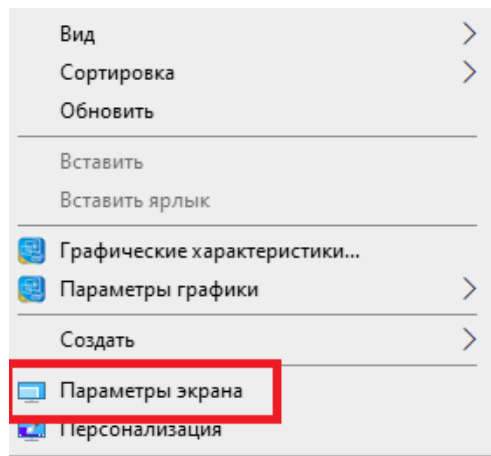 Вид
Сортировка
Обновить
Вставить
Вставить ярлык
Графические характеристики...
Параметры графики
Создать
Параметры экрана
Персонализация